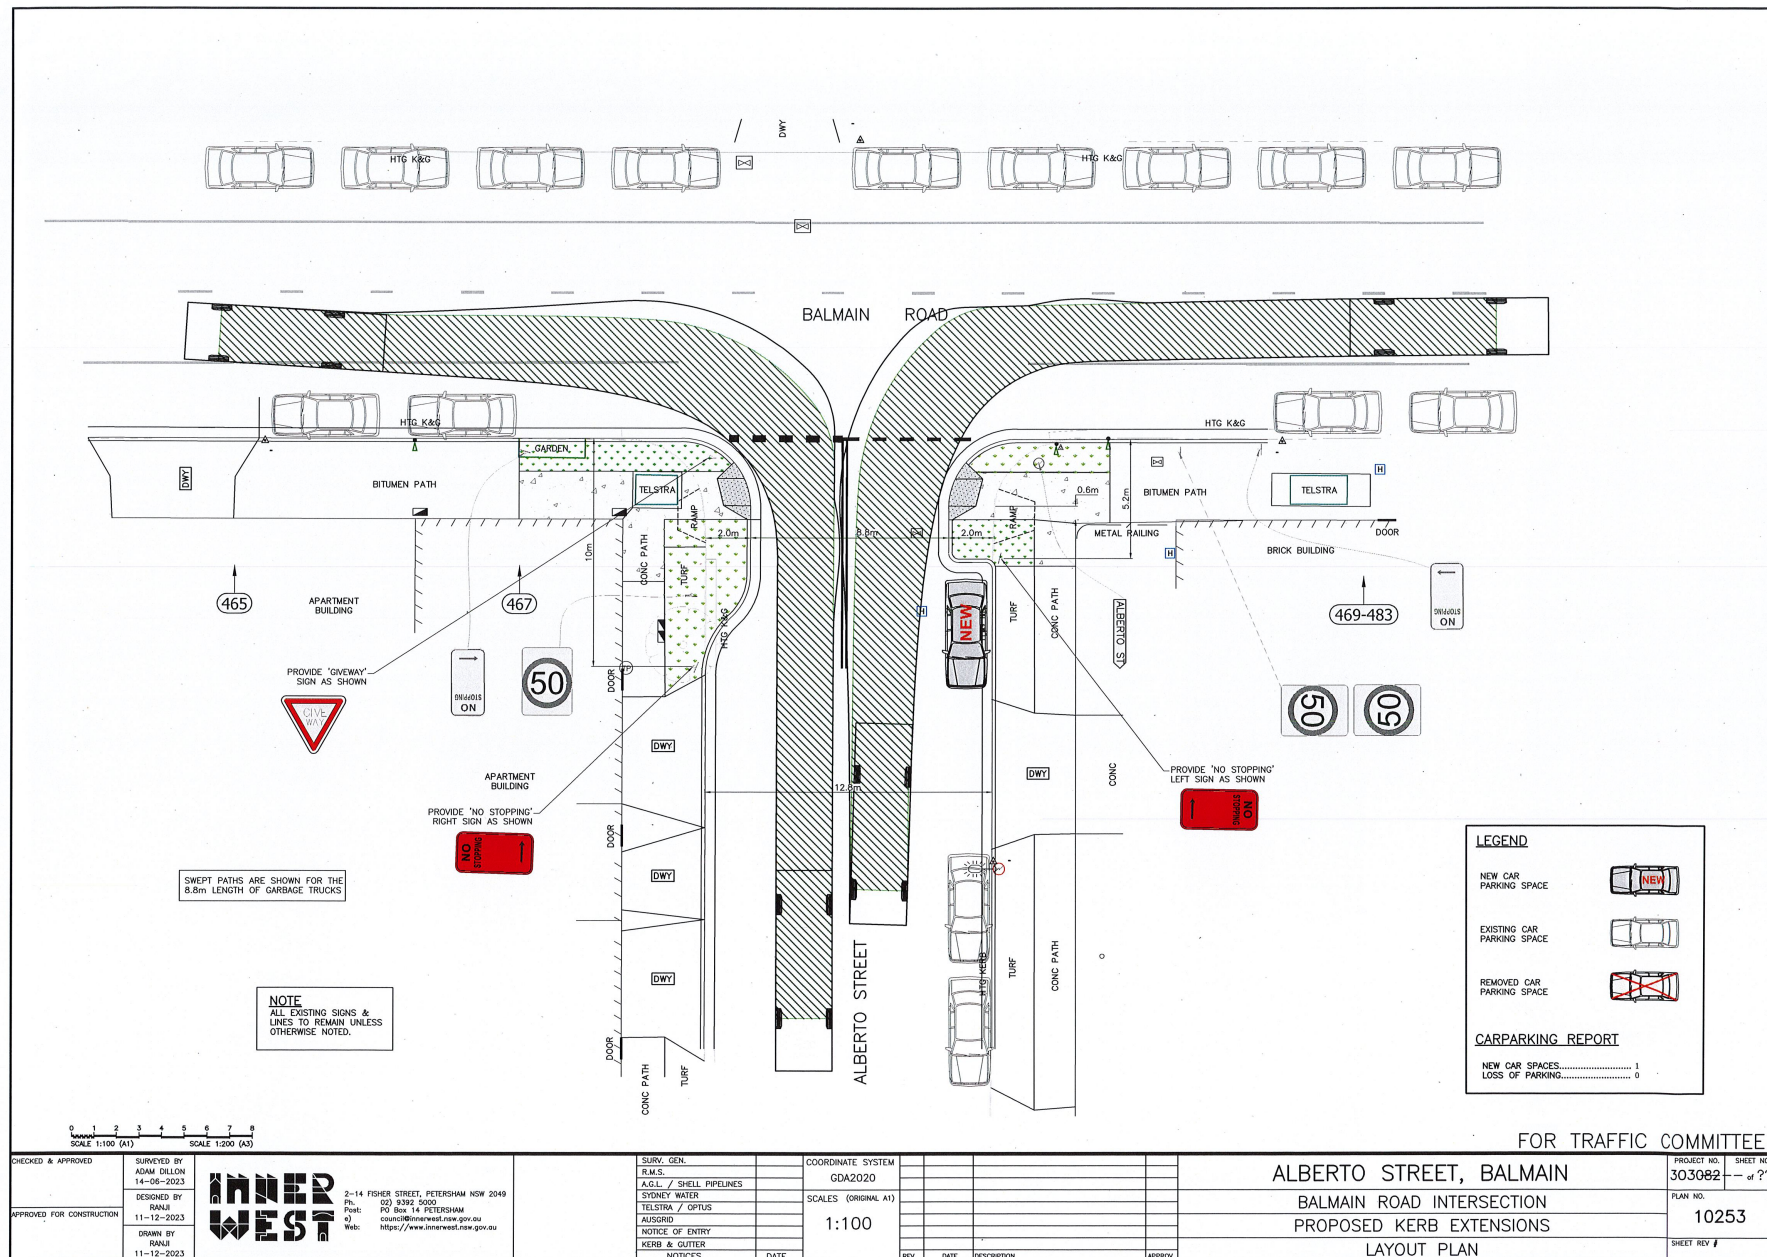 DWY
HTG K&G
HTG K&G
BALMAIN ROAD
HTG K&G
HTG K&G
GARDEN
DWY
BITUMEN PATH
TELSTRA
RAMP
2.0m
8.8m
2.0m
RAMP
0.6m
5.2m
BITUMEN PATH
TELSTRA
H
METAL RAILING
H
DOOR
BRICK BUILDING
10m
CONC PATH
TURF
HTG K&G
465
APARTMENT
BUILDING
467
H
NEW
TURF
CONC PATH
ALBERTO ST
469-483
NO
STOPPING
PROVIDE 'GIVEWAY'
SIGN AS SHOWN
GIVE
WAY
NO
STOPPING
50
DOOR
50
50
DWY
APARTMENT
BUILDING
PROVIDE 'NO STOPPING'
RIGHT SIGN AS SHOWN
NO
STOPPING
DOOR
12.8m
DWY
CONC
PROVIDE 'NO STOPPING'
LEFT SIGN AS SHOWN
NO
STOPPING
SWEPT PATHS ARE SHOWN FOR THE
8.8m LENGTH OF GARBAGE TRUCKS
DWY
DWY
DOOR
CONC PATH
TURF
ALBERTO STREET
HTG KERB
TURF
CONC PATH
NOTE
ALL EXISTING SIGNS &
LINES TO REMAIN UNLESS
OTHERWISE NOTED.
LEGEND
NEW CAR
PARKING SPACE
NEW
EXISTING CAR
PARKING SPACE
REMOVED CAR
PARKING SPACE
CARPARKING REPORT
NEW CAR SPACES.......................... 1
LOSS OF PARKING......................... 0
0 1 2 3 4 5 6 7 8
SCALE 1:100 (A1) SCALE 1:200 (A3)
FOR TRAFFIC COMMITTEE
CHECKED & APPROVED
APPROVED FOR CONSTRUCTION
SURVEYED BY
ADAM DILLON
14-06-2023
DESIGNED BY
RANJI
11-12-2023
DRAWN BY
RANJI
11-12-2023
INNER
WEST
2-14 FISHER STREET, PETERSHAM NSW 2049
Ph. 02) 9392 5000
Post: PO Box 14 PETERSHAM
e) council@innerwest.nsw.gov.au
Web: https://www.innerwest.nsw.gov.au
SURV. GEN.
R.M.S.
A.G.L. / SHELL PIPELINES
SYDNEY WATER
TELSTRA / OPTUS
AUSGRID
NOTICE OF ENTRY
KERB & GUTTER
NOTICES DATE
COORDINATE SYSTEM
GDA2020
SCALES (ORIGINAL A1)
1:100
REV. DATE DESCRIPTION APPROV
ALBERTO STREET, BALMAIN
BALMAIN ROAD INTERSECTION
PROPOSED KERB EXTENSIONS
LAYOUT PLAN
PROJECT NO. SHEET NO
303082 -- of ??
PLAN NO.
10253
SHEET REV #